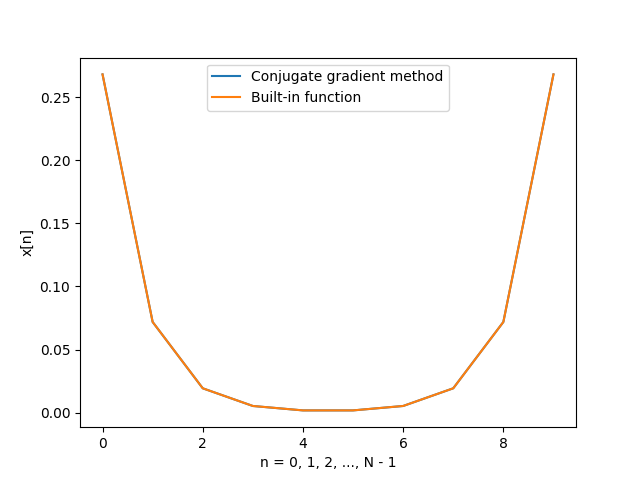 Conjugate gradient method
Built-in function
0.25
0.20
0.15
0.10
0.05
0.00
x[n]
0 2 4 6 8
n = 0, 1, 2, ..., N - 1